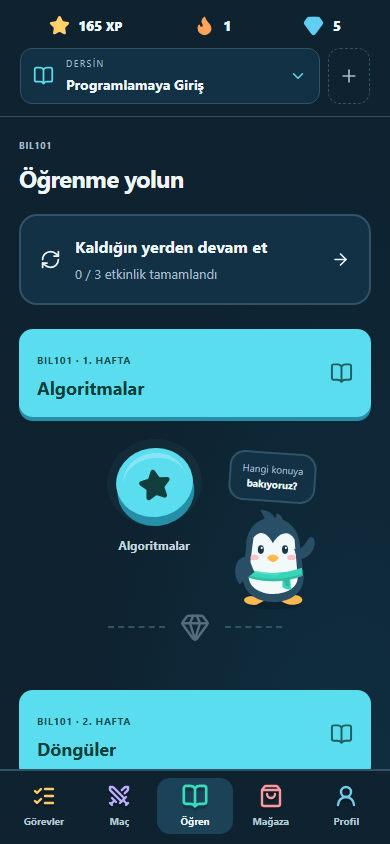 165 XP
1
5
DERSİN
Programlamaya Giriş
BIL101
Öğrenme yolun
Kaldığın yerden devam et
0 / 3 etkinlik tamamlandı
BIL101 · 1. HAFTA
Algoritmalar
Hangi konuya
bakıyoruz?
Algoritmalar
BIL101 · 2. HAFTA
Döngüler
Görevler
Maç
Öğren
Mağaza
Profil